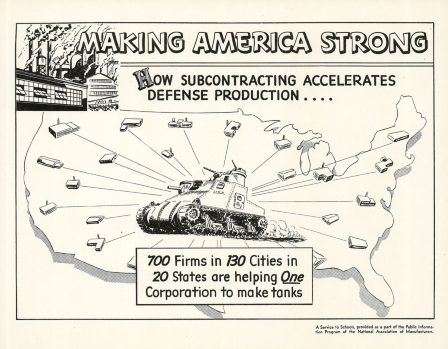 MAKING AMERICA STRONG
HOW SUBCONTRACTING ACCELERATES
DEFENSE PRODUCTION ....
700 Firms in 130 Cities in
20 States are helping One
Corporation to make tanks
A Service to Schools, provided as a part of the Public Informa-
tion Program of the National Association of Manufacturers.